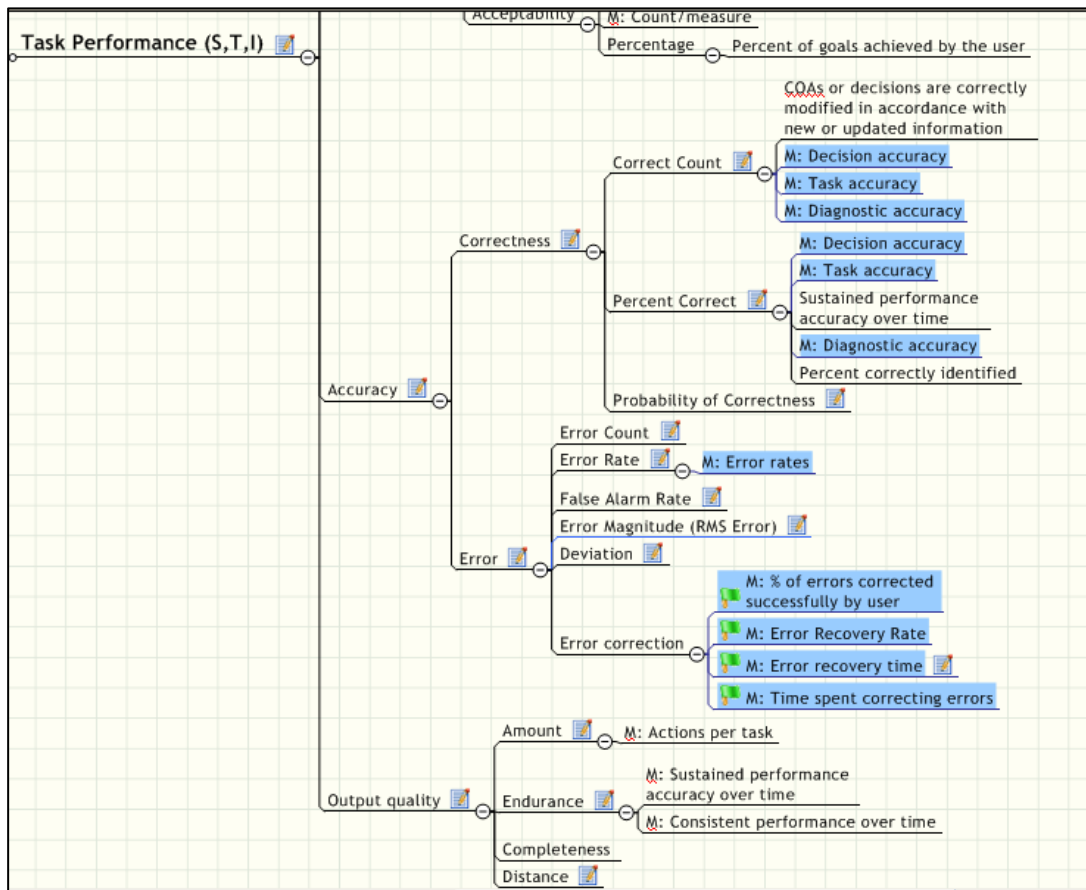 Acceptability
M: Count/measure
Task Performance (S,T,I)
Percentage
Percent of goals achieved by the user
COAs or decisions are correctly
modified in accordance with
new or updated information
Correct Count
M: Decision accuracy
M: Task accuracy
M: Diagnostic accuracy
Correctness
M: Decision accuracy
M: Task accuracy
Percent Correct
Sustained performance
accuracy over time
M: Diagnostic accuracy
Percent correctly identified
Accuracy
Probability of Correctness
Error Count
Error Rate
M: Error rates
False Alarm Rate
Error Magnitude (RMS Error)
Error
Deviation
M: % of errors corrected
successfully by user
M: Error Recovery Rate
Error correction
M: Error recovery time
M: Time spent correcting errors
Amount
M: Actions per task
Output quality
M: Sustained performance
accuracy over time
Endurance
M: Consistent performance over time
Completeness
Distance